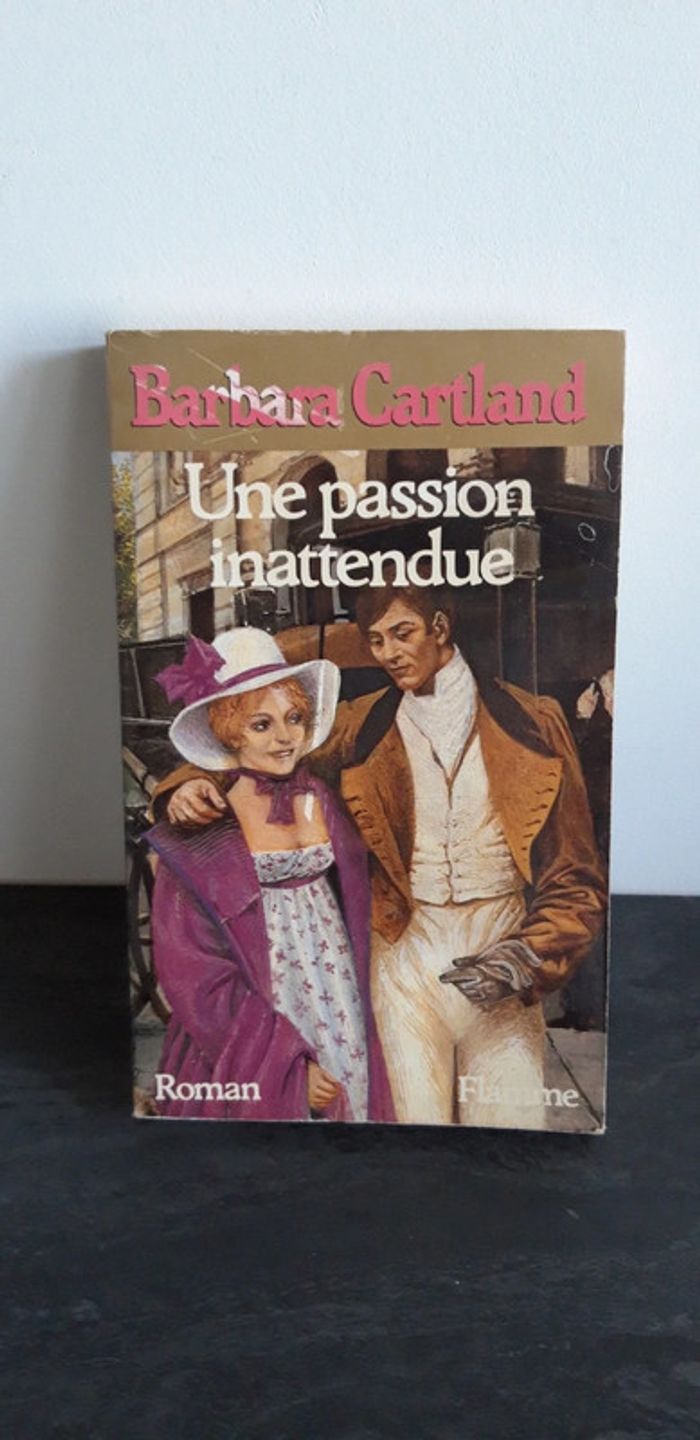 Barbara Cartland
Une passion
inattendue
Roman
Flamme